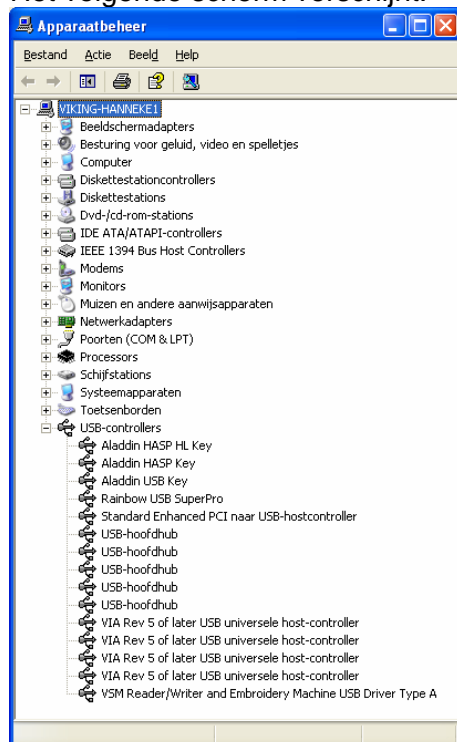 Het volgende scherm verschijnt:
Apparaatbeheer
Bestand Actie Beeld Help
VIKING-HANNEKE1
Beeldschermadapters
Besturing voor geluid, video en spelletjes
Computer
Diskettestationcontrollers
Diskettestations
Dvd-/cd-rom-stations
IDE ATA/ATAPI-controllers
IEEE 1394 Bus Host Controllers
Modems
Monitors
Muizen en andere aanwijsapparaten
Netwerkadapters
Poorten (COM & LPT)
Processors
Schijfstations
Systeemapparaten
Toetsenborden
USB-controllers
Aladdin HASP HL Key
Aladdin HASP Key
Aladdin USB Key
Rainbow USB SuperPro
Standard Enhanced PCI naar USB-hostcontroller
USB-hoofdhub
USB-hoofdhub
USB-hoofdhub
USB-hoofdhub
USB-hoofdhub
VIA Rev 5 of later USB universele host-controller
VIA Rev 5 of later USB universele host-controller
VIA Rev 5 of later USB universele host-controller
VIA Rev 5 of later USB universele host-controller
VSM Reader/Writer and Embroidery Machine USB Driver Type A